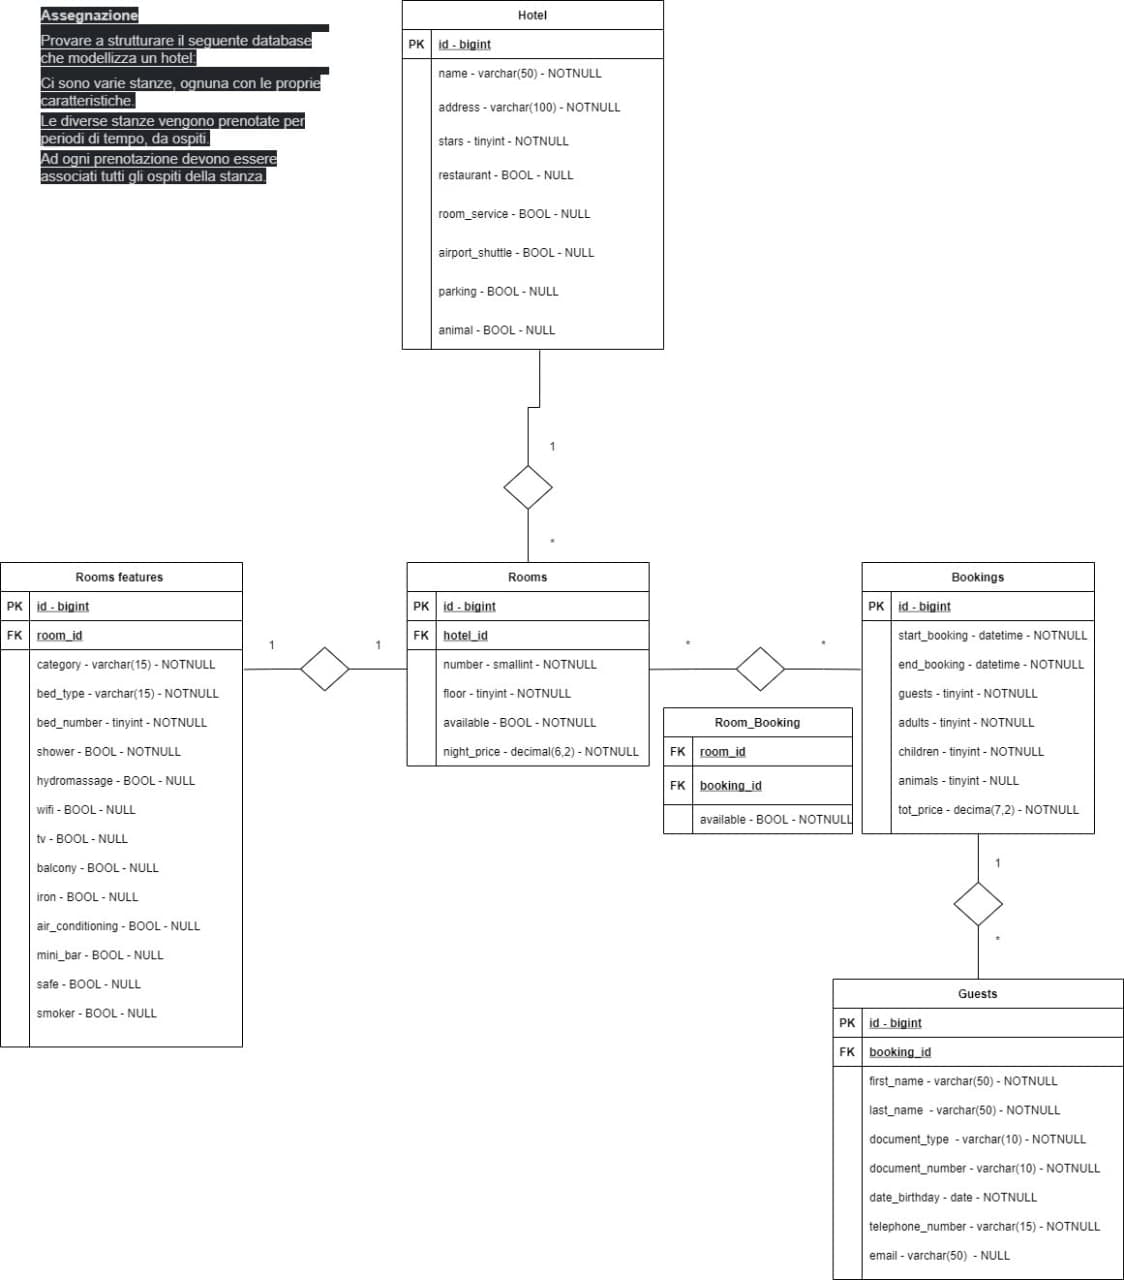 Assegnazione
Provare a strutturare il seguente database
che modellizza un hotel:
Ci sono varie stanze, ognuna con le proprie
caratteristiche.
Le diverse stanze vengono prenotate per
periodi di tempo, da ospiti.
Ad ogni prenotazione devono essere
associati tutti gli ospiti della stanza.
Hotel
PK id - bigint
name - varchar(50) - NOTNULL
address - varchar(100) - NOTNULL
stars - tinyint - NOTNULL
restaurant - BOOL - NULL
room_service - BOOL - NULL
airport_shuttle - BOOL - NULL
parking - BOOL - NULL
animal - BOOL - NULL
1
*
Rooms features
PK id - bigint
FK room_id
category - varchar(15) - NOTNULL
bed_type - varchar(15) - NOTNULL
bed_number - tinyint - NOTNULL
shower - BOOL - NOTNULL
hydromassage - BOOL - NULL
wifi - BOOL - NULL
tv - BOOL - NULL
balcony - BOOL - NULL
iron - BOOL - NULL
air_conditioning - BOOL - NULL
mini_bar - BOOL - NULL
safe - BOOL - NULL
smoker - BOOL - NULL
1
1
Rooms
PK id - bigint
FK hotel_id
number - smallint - NOTNULL
floor - tinyint - NOTNULL
available - BOOL - NOTNULL
night_price - decimal(6,2) - NOTNULL
*
*
Room_Booking
FK room_id
FK booking_id
available - BOOL - NOTNULL
Bookings
PK id - bigint
start_booking - datetime - NOTNULL
end_booking - datetime - NOTNULL
guests - tinyint - NOTNULL
adults - tinyint - NOTNULL
children - tinyint - NOTNULL
animals - tinyint - NULL
tot_price - decima(7,2) - NOTNULL
1
*
Guests
PK id - bigint
FK booking_id
first_name - varchar(50) - NOTNULL
last_name - varchar(50) - NOTNULL
document_type - varchar(10) - NOTNULL
document_number - varchar(10) - NOTNULL
date_birthday - date - NOTNULL
telephone_number - varchar(15) - NOTNULL
email - varchar(50) - NULL